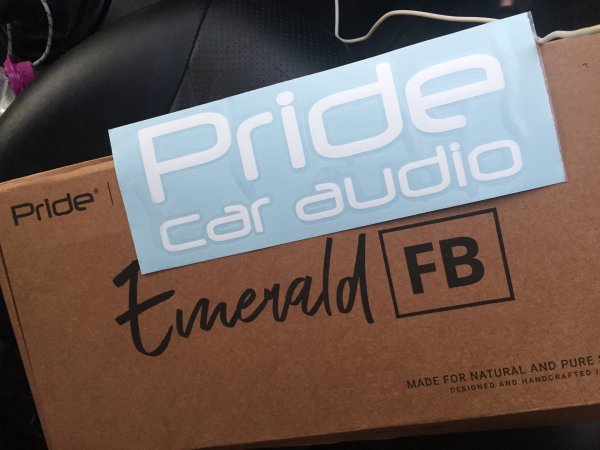 Pride
car audio
Pride®
Emerald FB
MADE FOR NATURAL AND PURE
DESIGNED AND HANDCRAFTED